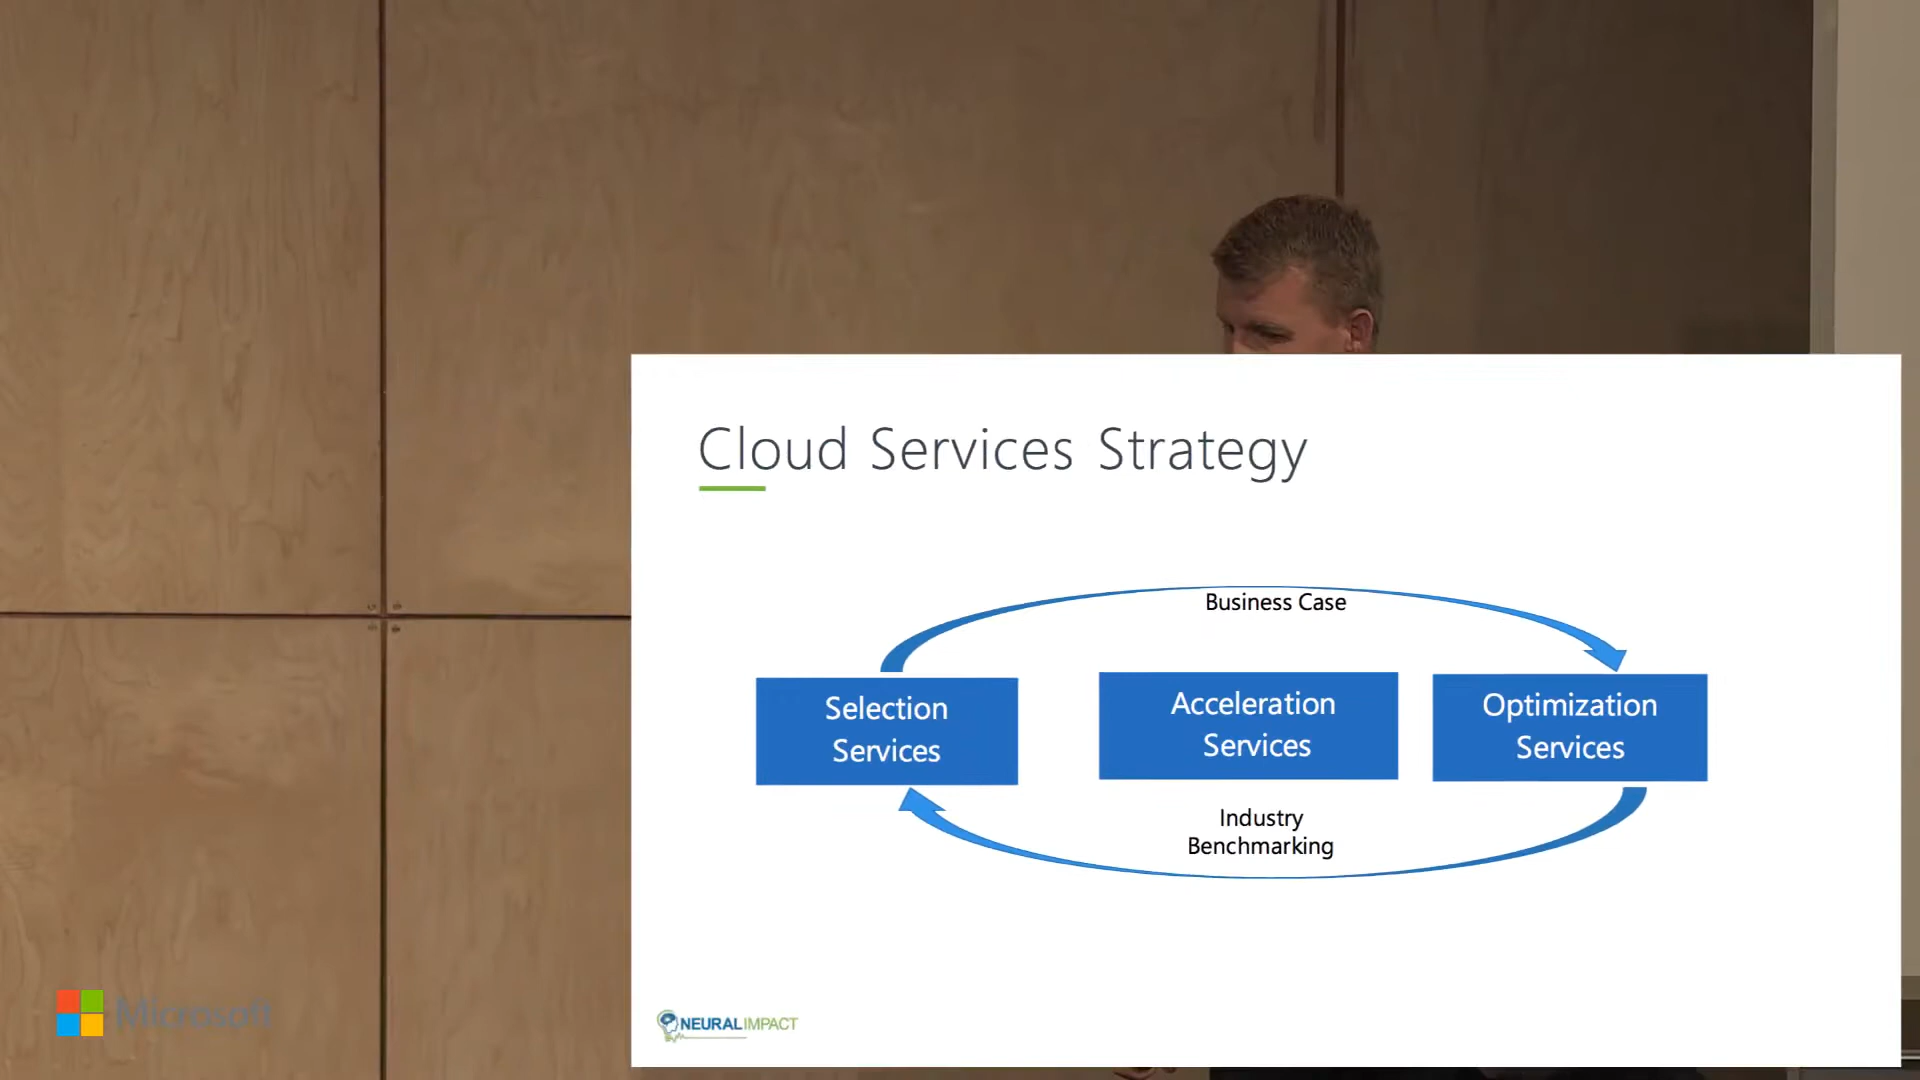 Cloud Services Strategy
Business Case
Selection
Services
Acceleration
Services
Optimization
Services
Industry
Benchmarking
Microsoft
NEURALIMPACT